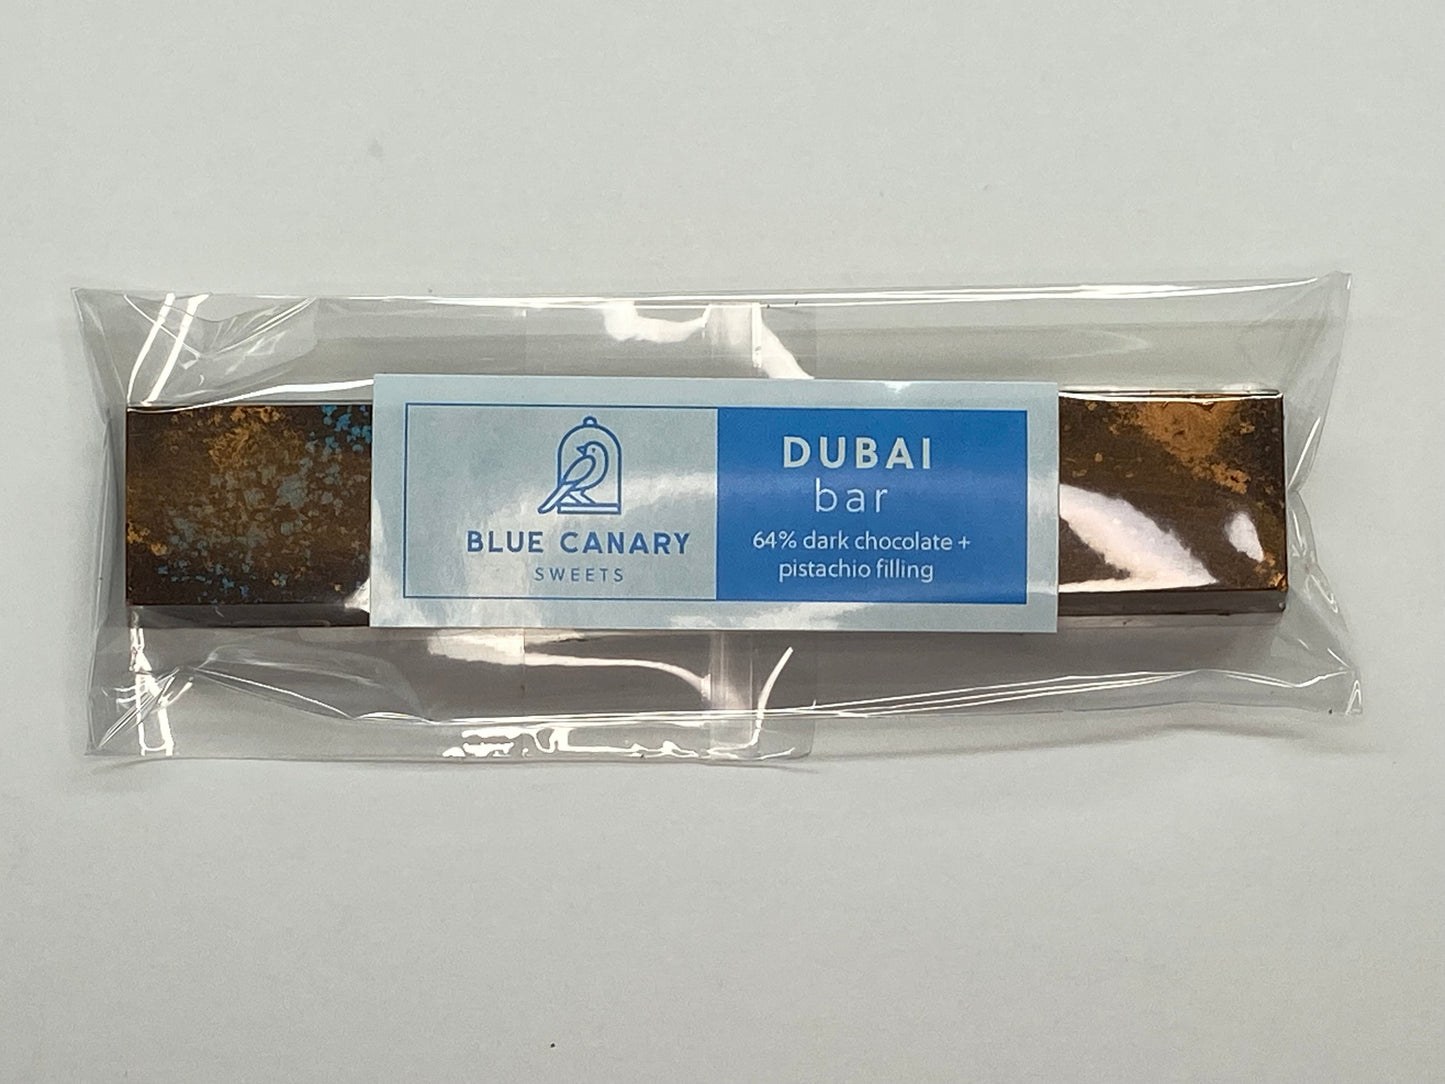 BLUE CANARY
SWEETS
DUBAI
bar
64% dark chocolate +
pistachio filling